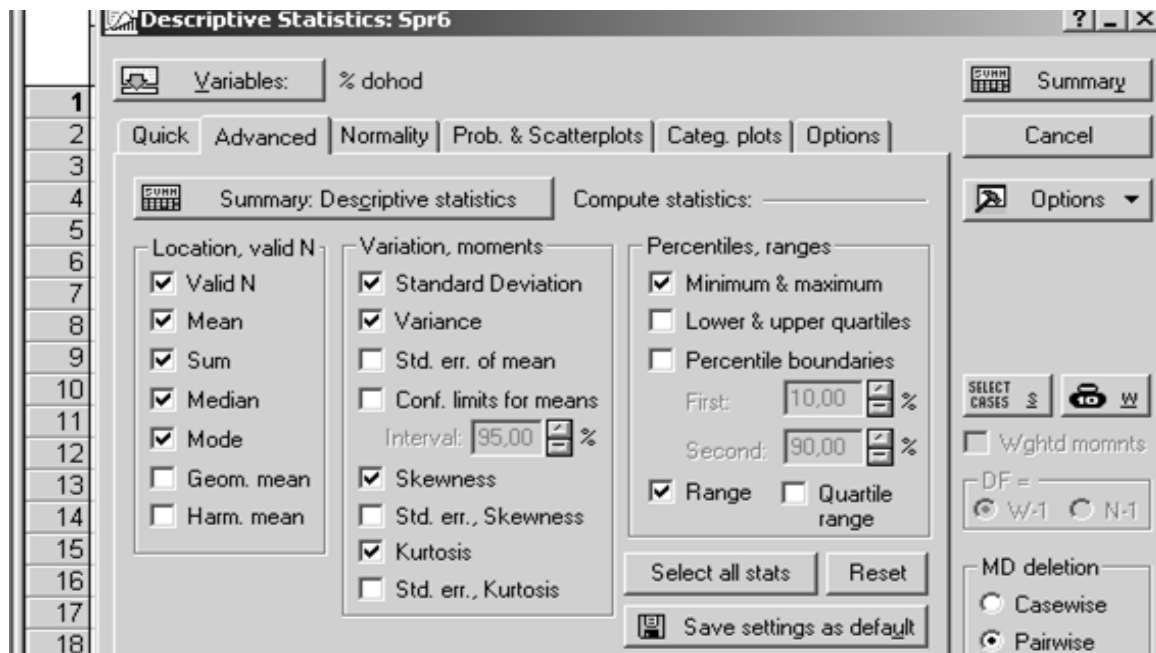 Descriptive Statistics: Spr6
Variables: % dohod
Summary
Cancel
Options
Quick Advanced Normality Prob. & Scatterplots Categ. plots Options
Summary: Descriptive statistics
Compute statistics:
Location, valid N
Valid N
Mean
Sum
Median
Mode
Geom. mean
Harm. mean
Variation, moments
Standard Deviation
Variance
Std. err. of mean
Conf. limits for means
Interval: 95,00 %
Skewness
Std. err., Skewness
Kurtosis
Std. err., Kurtosis
Percentiles, ranges
Minimum & maximum
Lower & upper quartiles
Percentile boundaries
First: 10,00 %
Second: 90,00 %
Range
Quartile
range
Select all stats
Reset
Save settings as default
SELECT
CASES S
W
Wghtd momnts
DF =
W-1 N-1
MD deletion
Casewise
Pairwise
1
2
3
4
5
6
7
8
9
10
11
12
13
14
15
16
17
18